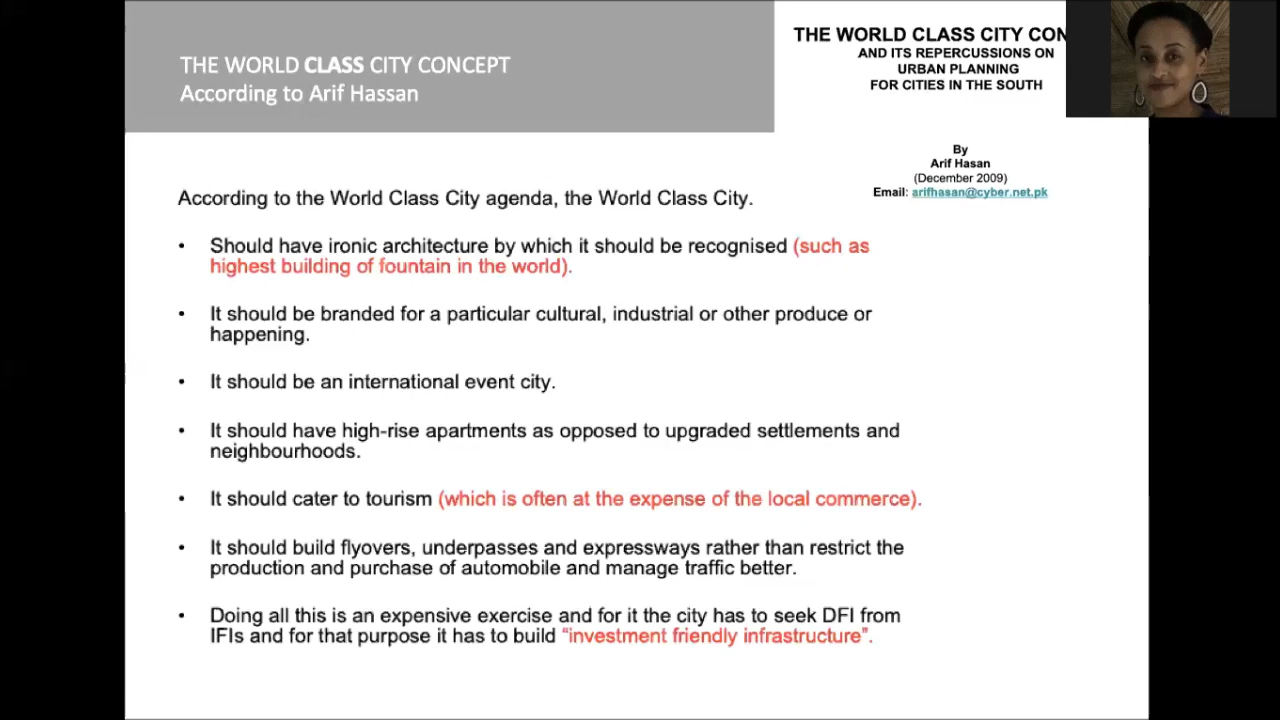 THE WORLD CLASS CITY CONCEPT
According to Arif Hassan
THE WORLD CLASS CITY CON
AND ITS REPERCUSSIONS ON
URBAN PLANNING
FOR CITIES IN THE SOUTH
By
Arif Hasan
(December 2009)
Email: arifhasan@cyber.net.pk
According to the World Class City agenda, the World Class City.
• Should have ironic architecture by which it should be recognised (such as
highest building of fountain in the world).
• It should be branded for a particular cultural, industrial or other produce or
happening.
• It should be an international event city.
• It should have high-rise apartments as opposed to upgraded settlements and
neighbourhoods.
• It should cater to tourism (which is often at the expense of the local commerce).
• It should build flyovers, underpasses and expressways rather than restrict the
production and purchase of automobile and manage traffic better.
• Doing all this is an expensive exercise and for it the city has to seek DFI from
IFIs and for that purpose it has to build “investment friendly infrastructure”.